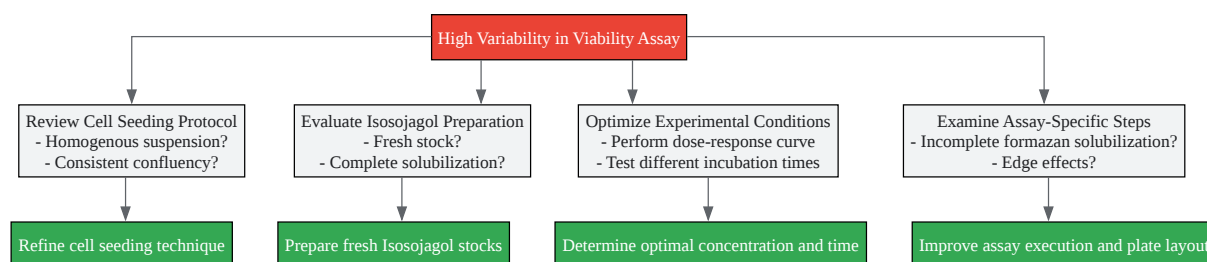 High Variability in Viability Assay
Review Cell Seeding Protocol
- Homogenous suspension?
- Consistent confluency?
Evaluate Isosojagol Preparation
- Fresh stock?
- Complete solubilization?
Optimize Experimental Conditions
- Perform dose-response curve
- Test different incubation times
Examine Assay-Specific Steps
- Incomplete formazan solubilization?
- Edge effects?
Refine cell seeding technique
Prepare fresh Isosojagol stocks
Determine optimal concentration and time
Improve assay execution and plate layout